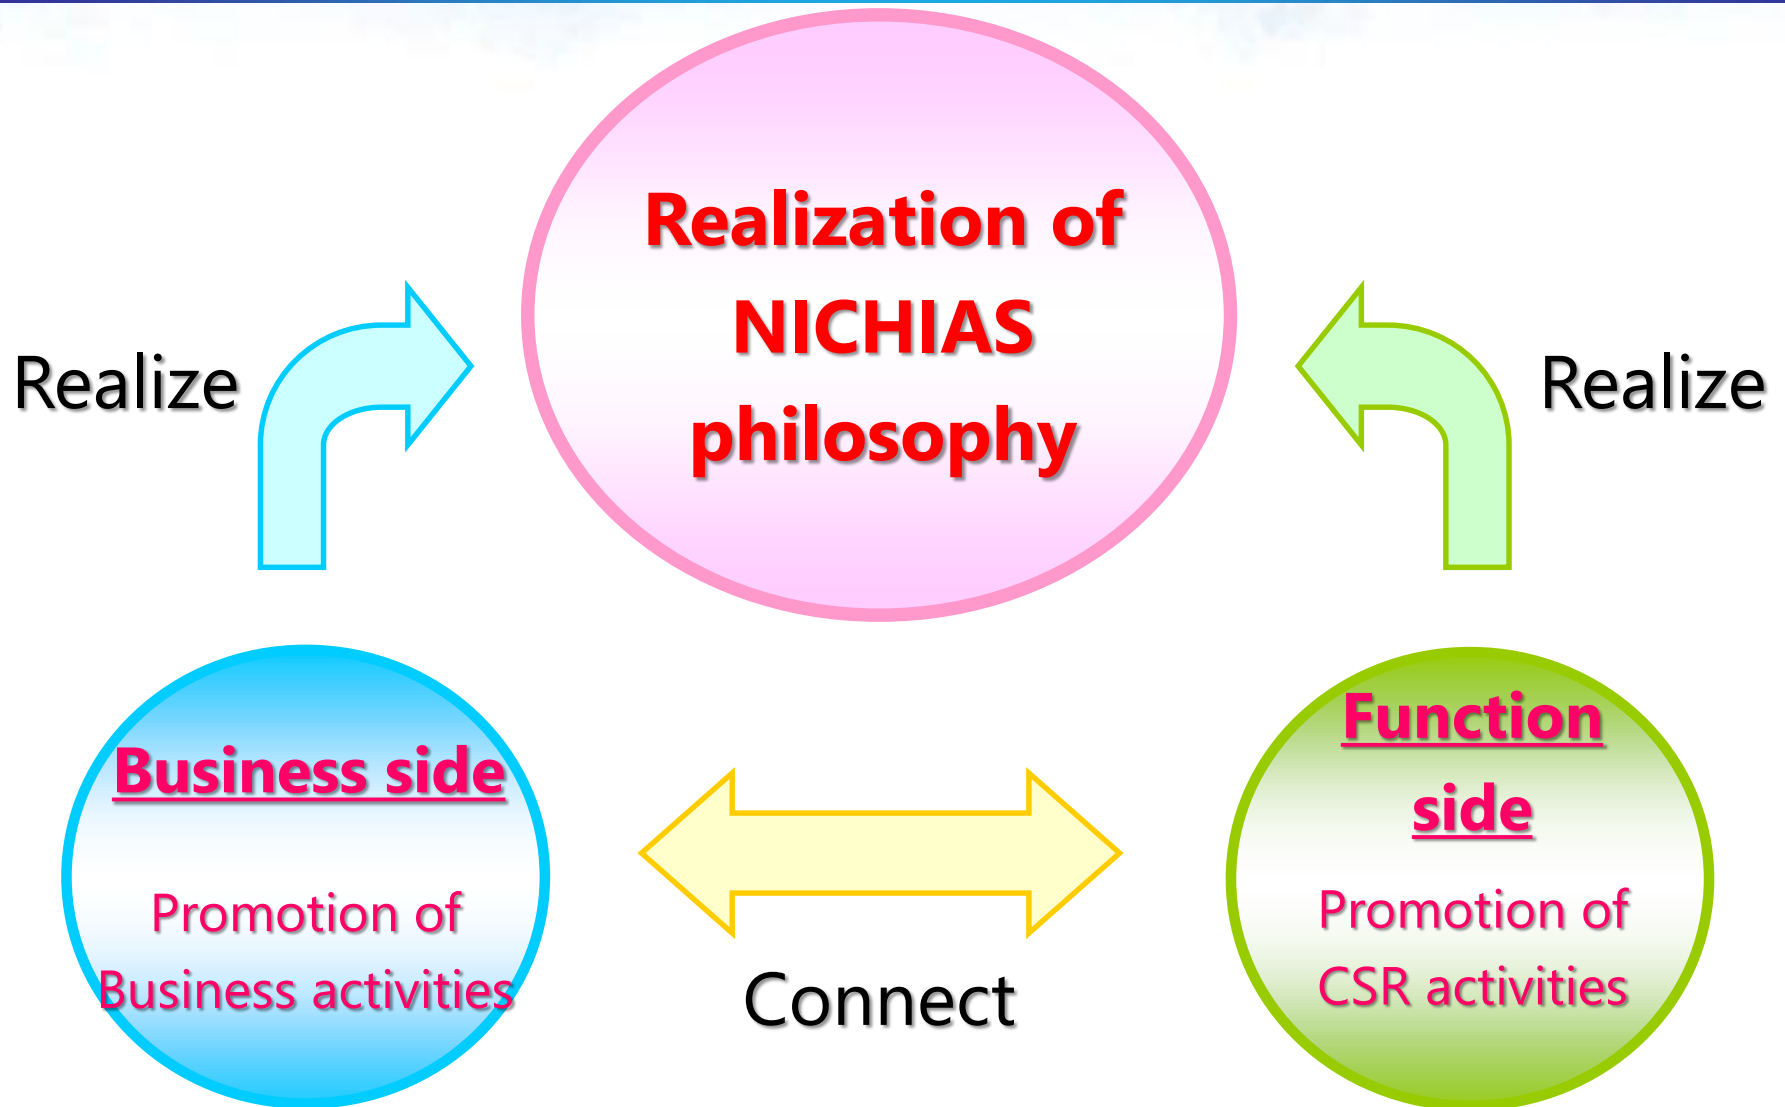 Realization of
NICHIAS
philosophy
Realize
Realize
Business side
Promotion of
Business activities
Connect
Function
side
Promotion of
CSR activities